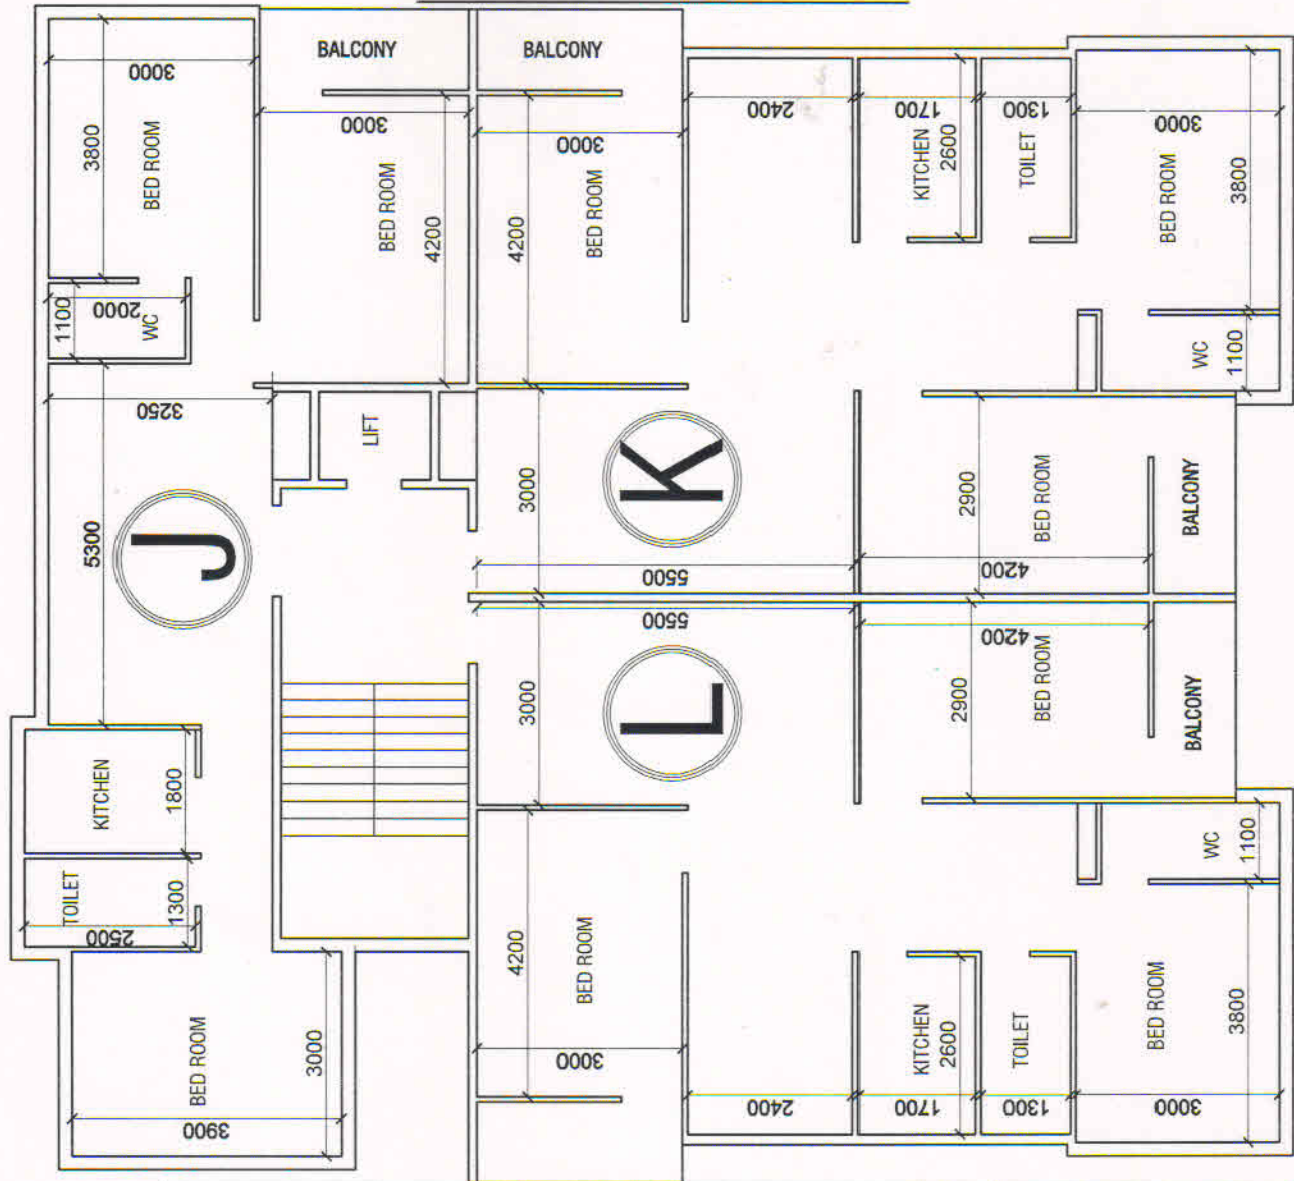 BALCONY
BALCONY
3000
3800
BED ROOM
3000
BED ROOM
4200
3000
BED ROOM
4200
2400
1700
KITCHEN
2600
1300
TOILET
3000
BED ROOM
3800
1100
2000
WC
3250
5300
J
LIFT
3000
K
5500
WC
1100
2900
BED ROOM
4200
BALCONY
5500
3000
L
4200
BED ROOM
2900
BALCONY
KITCHEN
1800
TOILET
1300
2500
BED ROOM
3000
3900
4200
BED ROOM
3000
2400
KITCHEN
2600
1700
TOILET
1300
WC
1100
BED ROOM
3800
3000